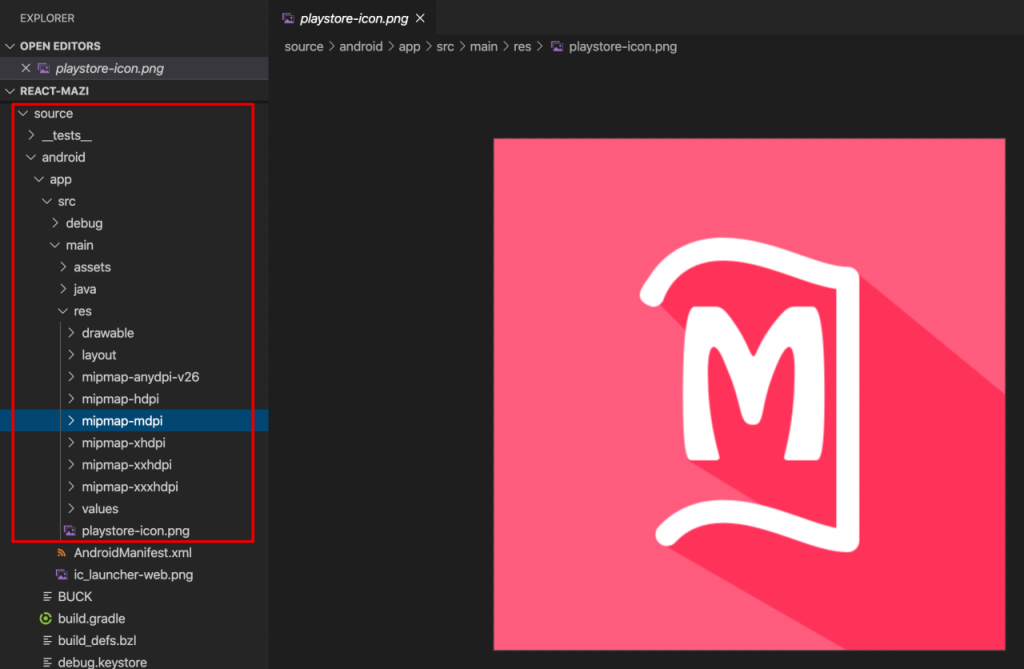 EXPLORER
OPEN EDITORS
playstore-icon.png
REACT-MAZI
source
__tests__
android
app
src
debug
main
assets
java
res
drawable
layout
mipmap-anydpi-v26
mipmap-hdpi
mipmap-mdpi
mipmap-xhdpi
mipmap-xxhdpi
mipmap-xxxhdpi
values
playstore-icon.png
AndroidManifest.xml
ic_launcher-web.png
BUCK
build.gradle
build_defs.bzl
debug.keystore
playstore-icon.png
source > android > app > src > main > res > playstore-icon.png
M